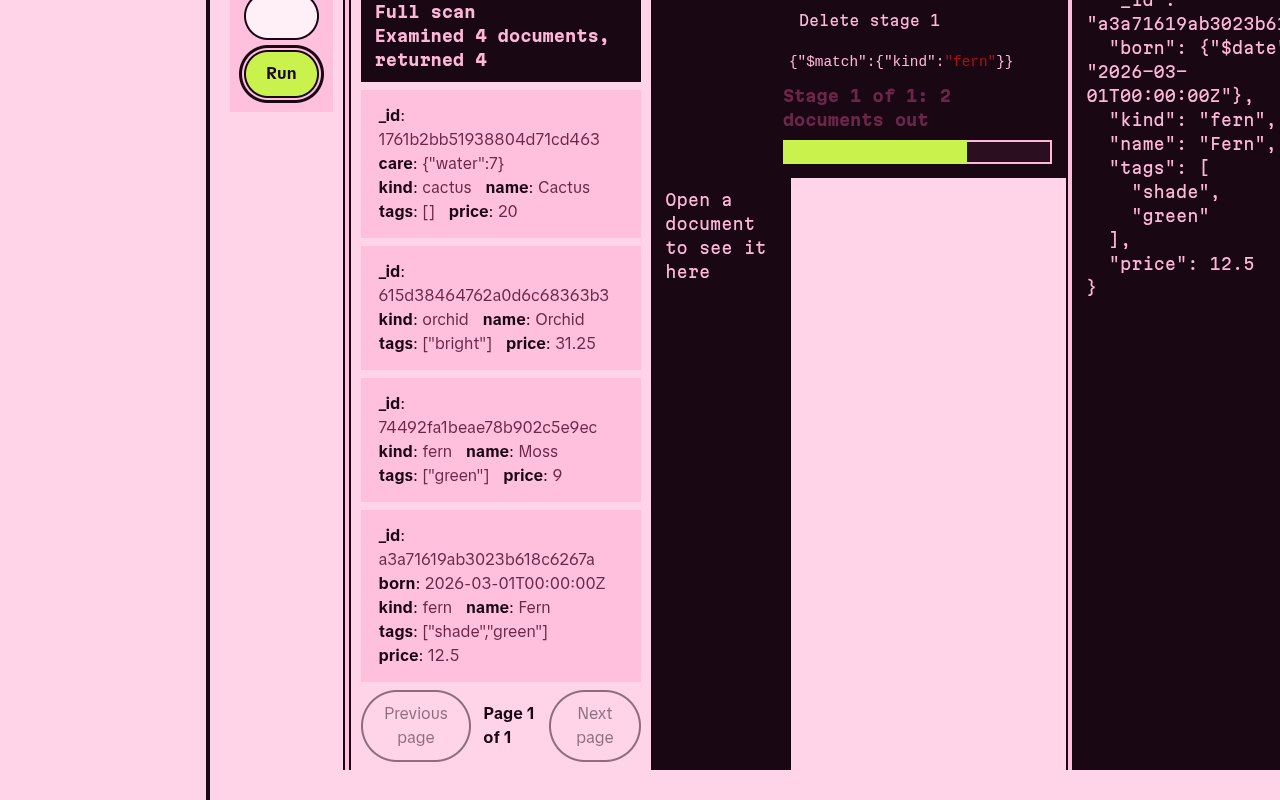 Run
Full scan
Examined 4 documents,
returned 4
_id:
1761b2bb51938804d71cd463
care: {"water":7}
kind: cactus name: Cactus
tags: [] price: 20
_id:
615d38464762a0d6c68363b3
kind: orchid name: Orchid
tags: ["bright"] price: 31.25
_id:
74492fa1beae78b902c5e9ec
kind: fern name: Moss
tags: ["green"] price: 9
_id:
a3a71619ab3023b618c6267a
born: 2026-03-01T00:00:00Z
kind: fern name: Fern
tags: ["shade","green"]
price: 12.5
Previous
page
Page 1
of 1
Next
page
Open a
document
to see it
here
Delete stage 1
{"$match":{"kind":"fern"}}
Stage 1 of 1: 2
documents out
"_id":
"a3a71619ab3023b61
"born": {"$date"
"2026-03-
01T00:00:00Z"},
"kind": "fern",
"name": "Fern",
"tags": [
"shade",
"green"
],
"price": 12.5
}